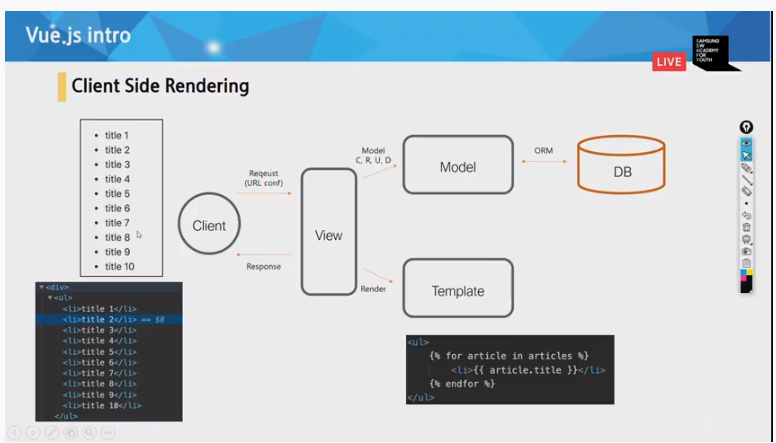 Vue.js intro
LIVE
SAMSUNG
SW
ACADEMY
FOR
YOUTH
Client Side Rendering
• title 1
• title 2
• title 3
• title 4
• title 5
• title 6
• title 7
• title 8
• title 9
• title 10
Client
Reqeust
(URL conf)
Response
View
Model
C, R, U, D
Render
Model
ORM
DB
Template
▼<div>
▼<ul>
<li>title 1</li>
<li>title 2</li> == $0
<li>title 3</li>
<li>title 4</li>
<li>title 5</li>
<li>title 6</li>
<li>title 7</li>
<li>title 8</li>
<li>title 9</li>
<li>title 10</li>
</ul>
<ul>
{% for article in articles %}
<li>{{ article.title }}</li>
{% endfor %}
</ul>